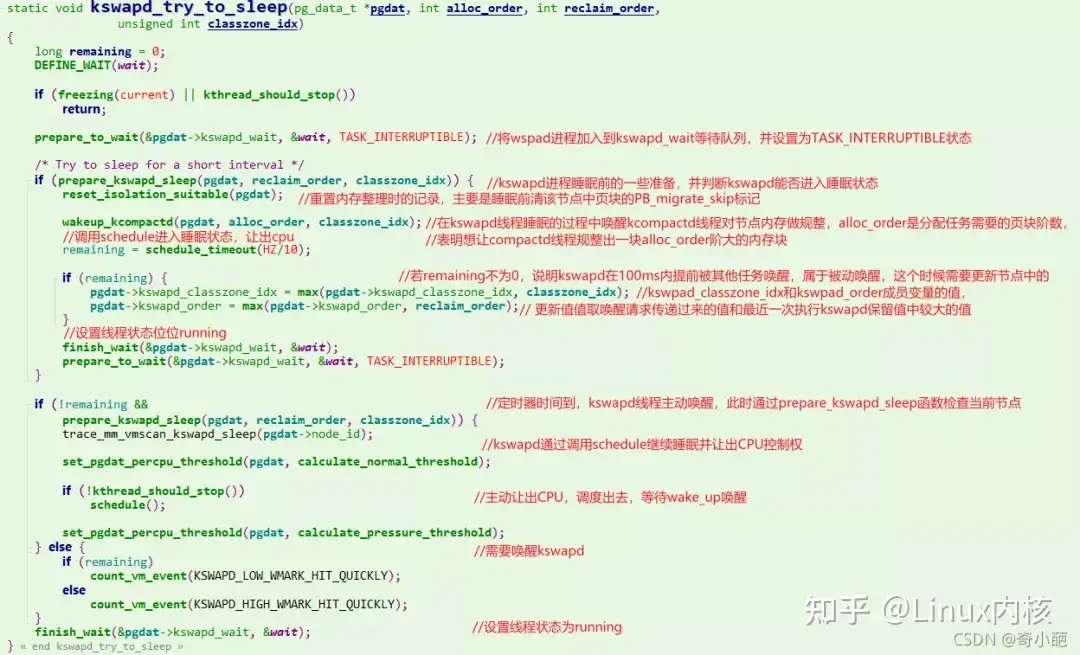 static void kswapd_try_to_sleep(pg_data_t *pgdat, int alloc_order, int reclaim_order,
unsigned int classzone_idx)
{
long remaining = 0;
DEFINE_WAIT(wait);
if (freezing(current) || kthread_should_stop())
return;
prepare_to_wait(&pgdat->kswapd_wait, &wait, TASK_INTERRUPTIBLE); //将wspad进程加入到kswapd_wait等待队列，并设置为TASK_INTERRUPTIBLE状态
/* Try to sleep for a short interval */
if (prepare_kswapd_sleep(pgdat, reclaim_order, classzone_idx)) { //kswapd进程睡眠前的一些准备，并判断kswapd能否进入睡眠状态
reset_isolation_suitable(pgdat); //重置内存整理时的记录，主要是睡眠前清该节点中页块的PB_migrate_skip标记
wakeup_kcompactd(pgdat, alloc_order, classzone_idx); //在kswapd线程睡眠的过程中唤醒kcompactd线程对节点内存做规整，alloc_order是分配任务需要的页块阶数，
//调用schedule进入睡眠状态，让出cpu //表明想让compactd线程规整出一块alloc_order阶大的内存块
remaining = schedule_timeout(HZ/10);
if (remaining) { //若remaining不为0，说明kswapd在100ms内提前被其他任务唤醒，属于被动唤醒，这个时候需要更新节点中的
pgdat->kswapd_classzone_idx = max(pgdat->kswapd_classzone_idx, classzone_idx); //kswpad_classzone_idx和kswpad_order成员变量的值，
pgdat->kswapd_order = max(pgdat->kswapd_order, reclaim_order); // 更新值值取唤醒请求传递过来的值和最近一次执行kswapd保留值中较大的值
}
//设置线程状态位位running
finish_wait(&pgdat->kswapd_wait, &wait);
prepare_to_wait(&pgdat->kswapd_wait, &wait, TASK_INTERRUPTIBLE);
}
if (!remaining && //定时器时间到，kswapd线程主动唤醒，此时通过prepare_kswapd_sleep函数检查当前节点
prepare_kswapd_sleep(pgdat, reclaim_order, classzone_idx)) {
trace_mm_vmscan_kswapd_sleep(pgdat->node_id);
//kswapd通过调用schedule继续睡眠并让出CPU控制权
set_pgdat_percpu_threshold(pgdat, calculate_normal_threshold);
if (!kthread_should_stop()) //主动让出CPU，调度出去，等待wake_up唤醒
schedule();
set_pgdat_percpu_threshold(pgdat, calculate_pressure_threshold);
} else { //需要唤醒kswapd
if (remaining)
count_vm_event(KSWAPD_LOW_WMARK_HIT_QUICKLY);
else
count_vm_event(KSWAPD_HIGH_WMARK_HIT_QUICKLY);
}
finish_wait(&pgdat->kswapd_wait, &wait); //设置线程状态为running
} « end kswapd_try_to_sleep »
知乎 @Linux内核
CSDN @奇小葩